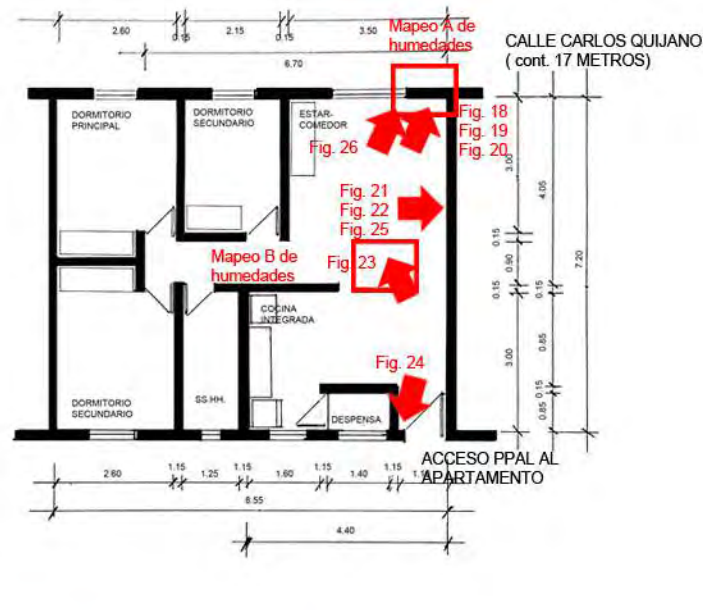 2.60
0.15
2.15
0.15
3.50
6.70
Mapeo A de
humedades
CALLE CARLOS QUIJANO
( cont. 17 METROS)
DORMITORIO
PRINCIPAL
DORMITORIO
SECUNDARIO
ESTAR-
COMEDOR
Fig. 26
Fig. 18
Fig. 19
Fig. 20
Fig. 21
Fig. 22
Fig. 25
Mapeo B de
humedades
Fig. 23
COCINA
INTEGRADA
Fig. 24
DORMITORIO
SECUNDARIO
SS.HH.
DESPENSA
ACCESO PPAL AL
APARTAMENTO
3.00
0.15
0.90
0.15
3.00
4.05
0.15
0.85
0.15
0.85
7.20
2.60
1.15
1.25
1.15
1.60
1.15
1.40
1.15
8.55
4.40